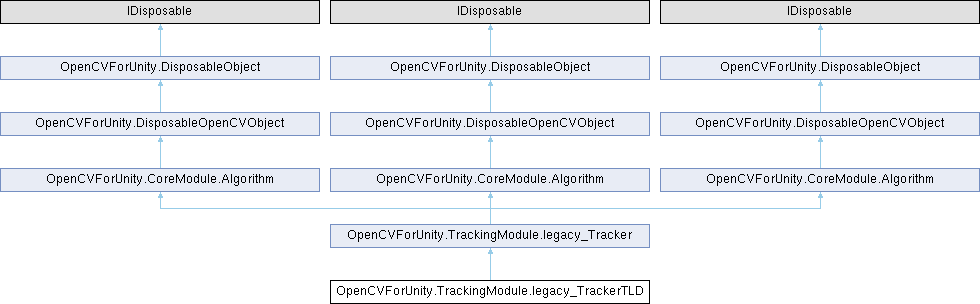 IDisposable IDisposable IDisposable
OpenCVForUnity.DisposableObject OpenCVForUnity.DisposableObject OpenCVForUnity.DisposableObject
OpenCVForUnity.DisposableOpenCVObject OpenCVForUnity.DisposableOpenCVObject OpenCVForUnity.DisposableOpenCVObject
OpenCVForUnity.CoreModule.Algorithm OpenCVForUnity.CoreModule.Algorithm OpenCVForUnity.CoreModule.Algorithm
OpenCVForUnity.TrackingModule.legacy_Tracker
OpenCVForUnity.TrackingModule.legacy_TrackerTLD